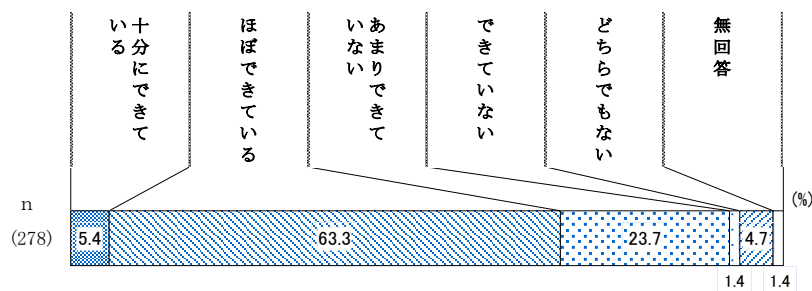 十分にできて
いる
ほぼできている
あまりできて
いない
できていない
どちらでもない
無回答
(%)
n
(278)
5.4
63.3
23.7
4.7
1.4
1.4